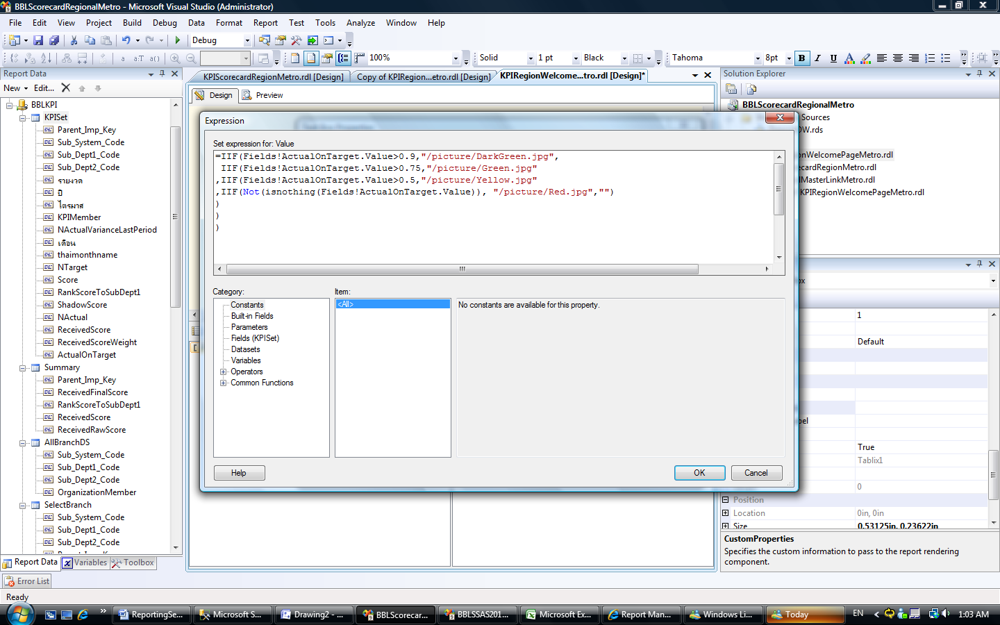 BBLScorecardRegionalMetro - Microsoft Visual Studio (Administrator)
File Edit View Project Build Debug Data Format Report Test Tools Analyze Window Help
Debug
100% Solid 1 pt Black Tahoma 8pt B I U
Report Data
New Edit...
BBLKPI
KPISet
Parent_Imp_Key
Sub_System_Code
Sub_Dept1_Code
Sub_Dept2_Code
รายงวด
ปี
ไตรมาส
KPIMember
NActualVarianceLastPeriod
เดือน
thaimonthname
NTarget
Score
RankScoreToSubDept1
ShadowScore
NActual
ReceivedScore
ReceivedScoreWeight
ActualOnTarget
Summary
Parent_Imp_Key
ReceivedFinalScore
RankScoreToSubDept1
ReceivedScore
ReceivedRawScore
AllBranchDS
Sub_System_Code
Sub_Dept1_Code
Sub_Dept2_Code
OrganizationMember
SelectBranch
Sub_System_Code
Sub_Dept1_Code
Sub_Dept2_Code
Report Data Variables Toolbox
Error List
Ready
KPIScorecardRegionMetro.rdl [Design] Copy of KPIRegion...etro.rdl [Design] KPIRegionWelcome...tro.rdl [Design]*
Design Preview
Expression
Set expression for: Value
=IIF(Fields!ActualOnTarget.Value>0.9,"/picture/DarkGreen.jpg",
IIF(Fields!ActualOnTarget.Value>0.75,"/picture/Green.jpg"
,IIF(Fields!ActualOnTarget.Value>0.5,"/picture/Yellow.jpg"
,IIF(Not(isnothing(Fields!ActualOnTarget.Value)), "/picture/Red.jpg","")
)
)
)
Category:
Constants
Built-in Fields
Parameters
Fields (KPISet)
Datasets
Variables
Operators
Common Functions
Item:
<All>
No constants are available for this property.
Help OK Cancel
Solution Explorer
BBLScorecardRegionalMetro
Sources
OW.rds
onWelcomePageMetro.rdl
ecardRegionMetro.rdl
IMasterLinkMetro.rdl
KPIRegionWelcomePageMetro.rdl
ox
1
Default
bel
True
Tablix1
0
Position
Location 0in, 0in
Size 0.53125in, 0.23622in
CustomProperties
Specifies the custom information to pass to the report rendering
component.
ReportingSe... Microsoft S... Drawing2 - ... BBLScorecar... BBLSSAS201... Microsoft Ex... Report Man... Windows Li... Today EN 1:03 AM